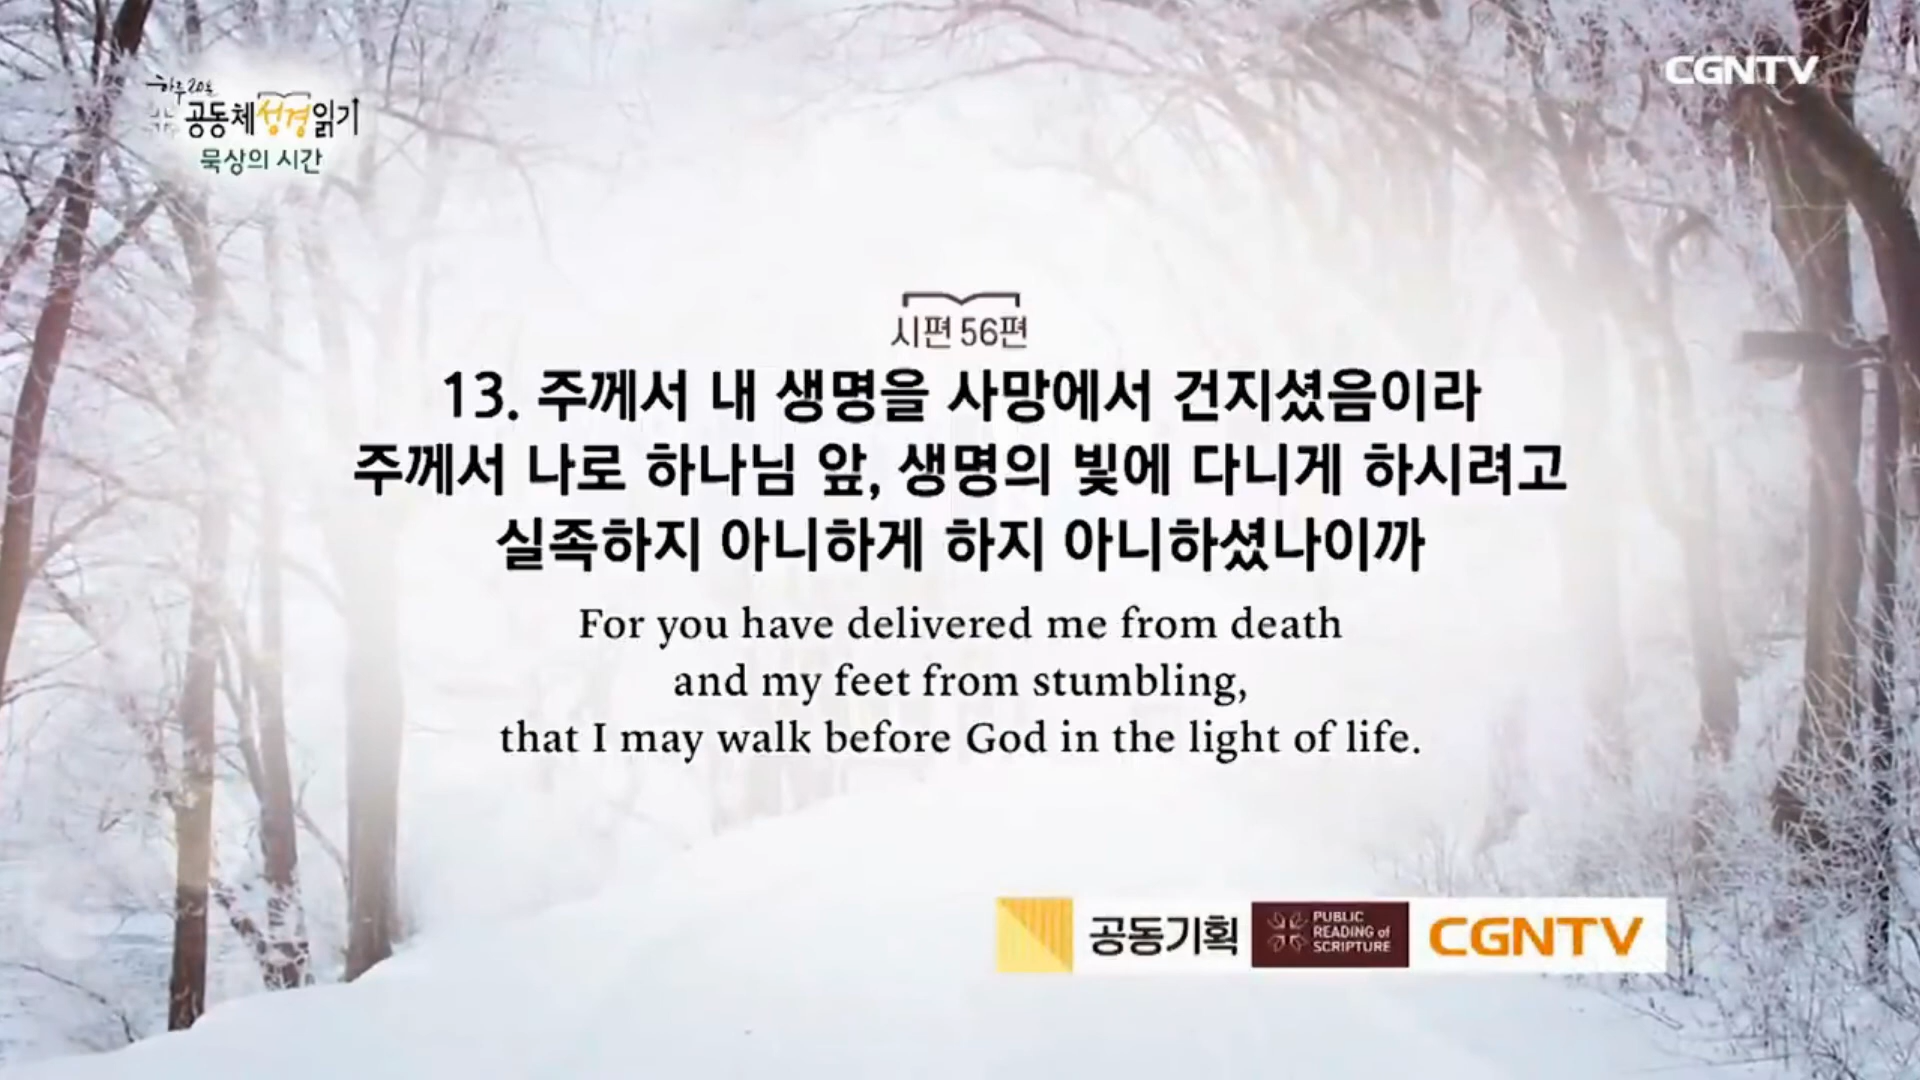 하루 20분
공동체성경읽기
묵상의 시간
CGNTV
시편 56편
13. 주께서 내 생명을 사망에서 건지셨음이라
주께서 나로 하나님 앞, 생명의 빛에 다니게 하시려고
실족하지 아니하게 하지 아니하셨나이까
For you have delivered me from death
and my feet from stumbling,
that I may walk before God in the light of life.
공동기획
PUBLIC
READING of
SCRIPTURE
CGNTV